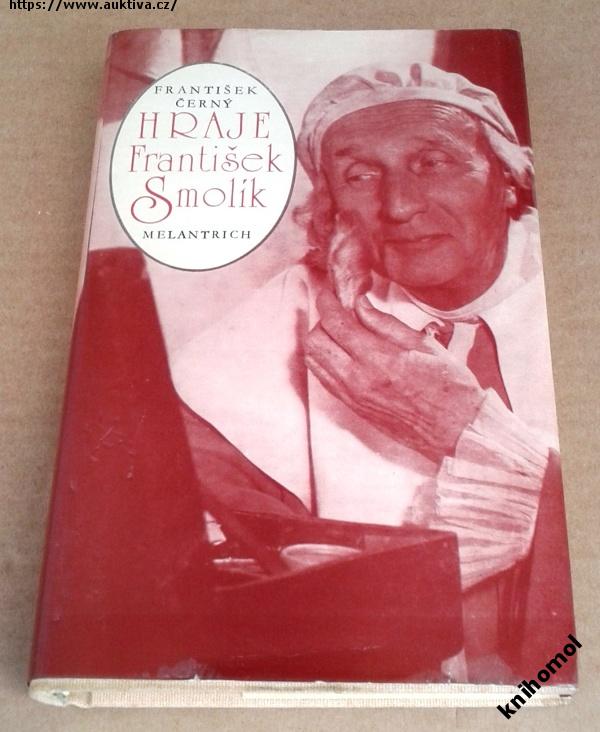 https://www.auktiva.cz/
FRANTIŠEK
ČERNÝ
HRAJE
František
Smolík
MELANTRICH
knihomol